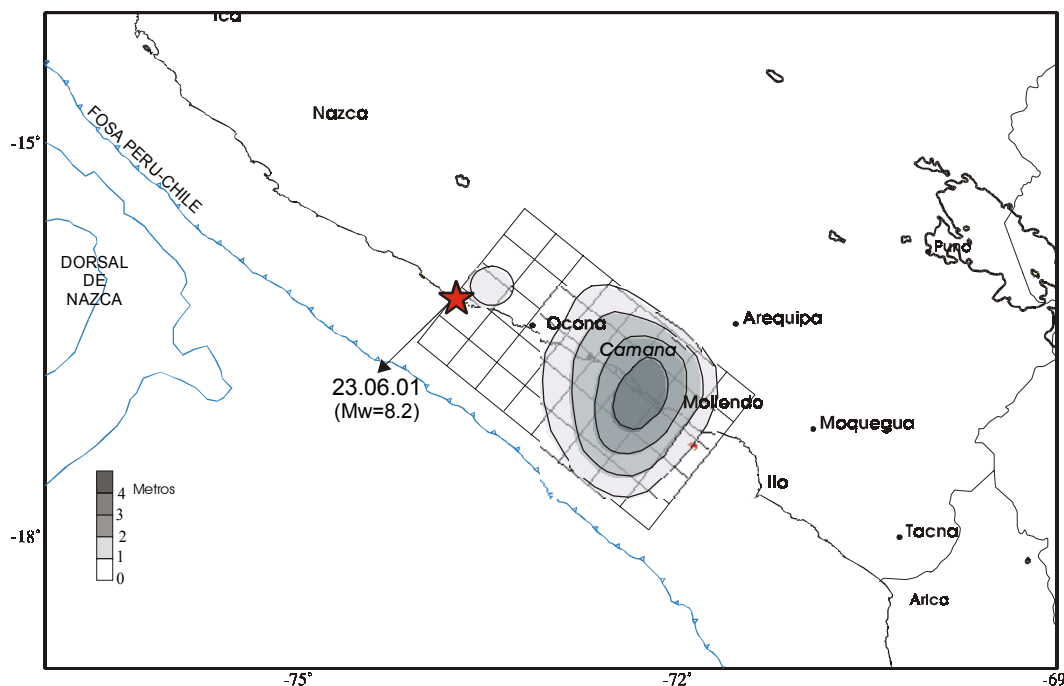 Ica
Nazca
-15°
FOSA PERU-CHILE
Puno
DORSAL
DE
NAZCA
Ocona
Arequipa
Camana
23.06.01
(Mw=8.2)
Mollendo
Moquegua
Ilo
4 Metros
3
2
1
0
-18°
Tacna
Arica
-75°
-72°
-69